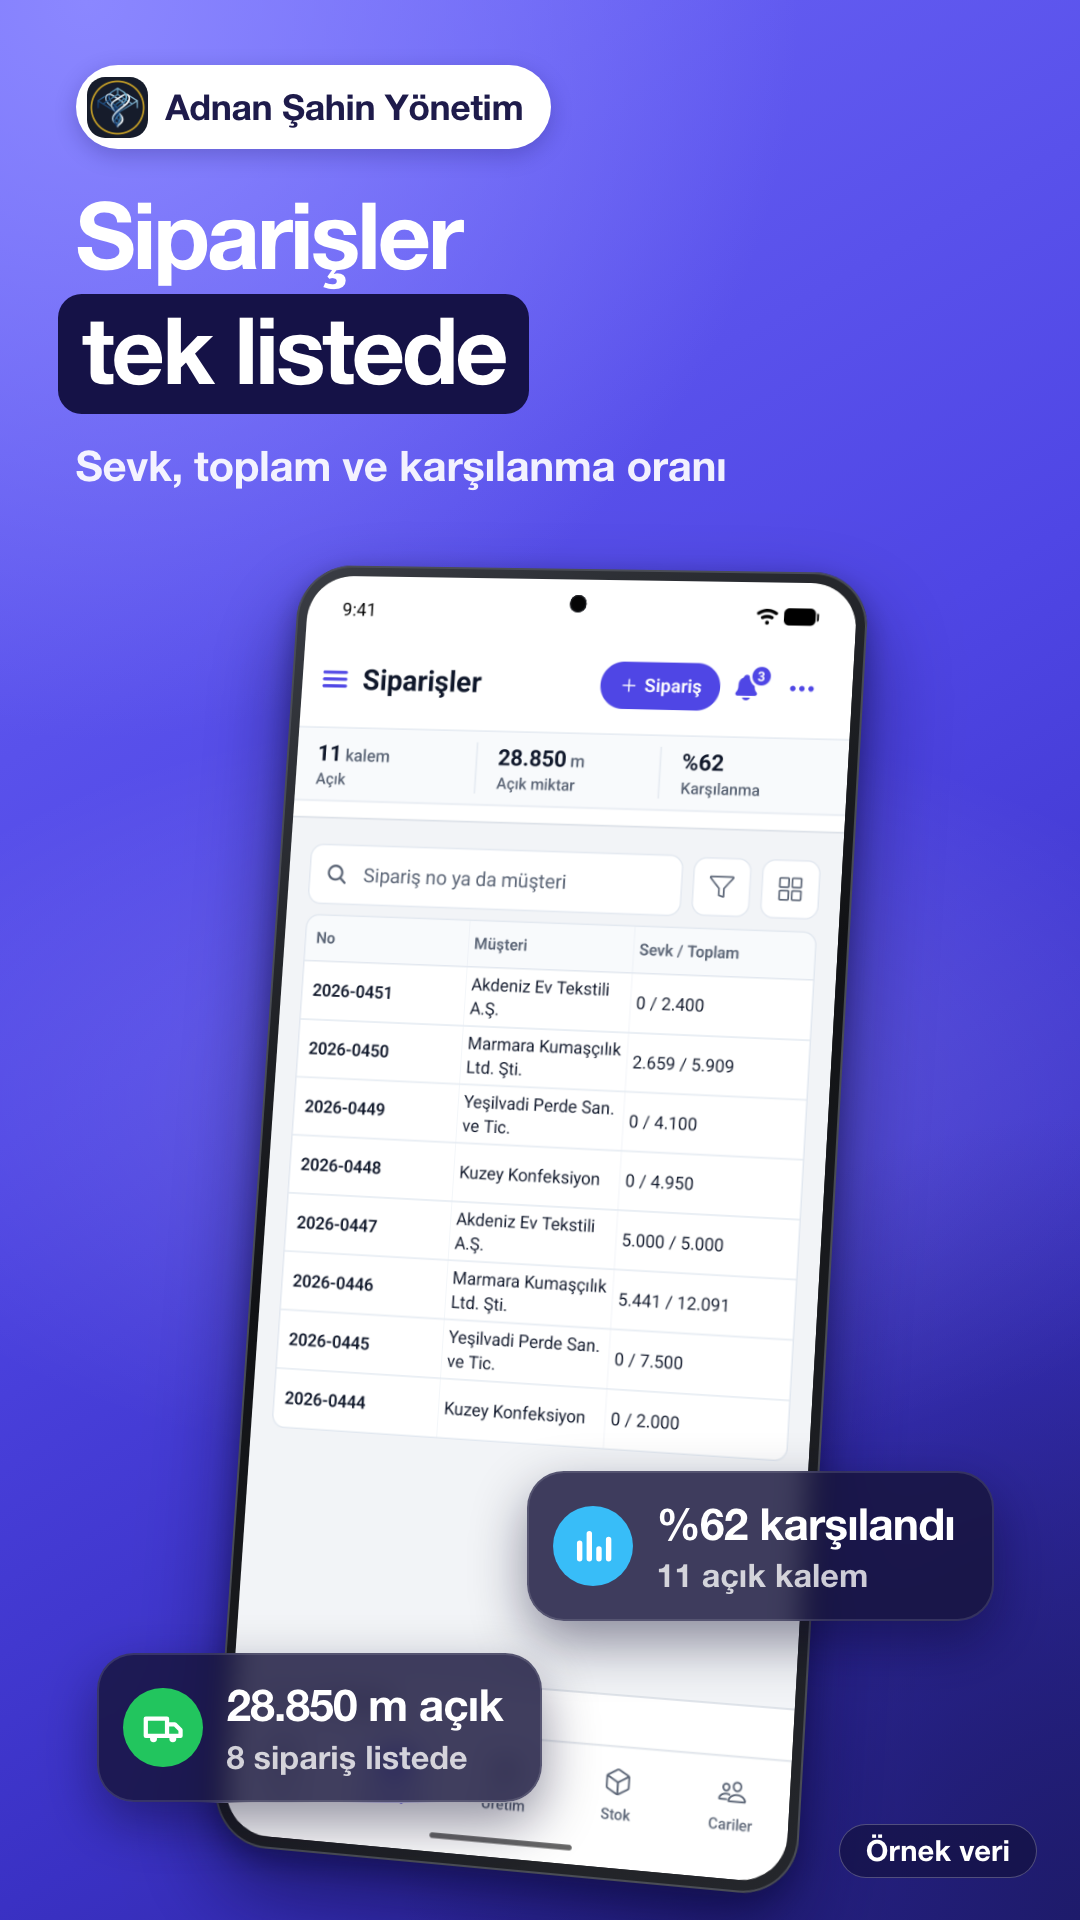 Adnan Şahin Yönetim
Siparişler
tek listede
Sevk, toplam ve karşılanma oranı
9:41
Siparişler
+ Sipariş
3
11 kalem
Açık
28.850 m
Açık miktar
%62
Karşılanma
Sipariş no ya da müşteri
No Müşteri Sevk / Toplam
2026-0451 Akdeniz Ev Tekstili A.Ş. 0 / 2.400
2026-0450 Marmara Kumaşçılık Ltd. Şti. 2.659 / 5.909
2026-0449 Yeşilvadi Perde San. ve Tic. 0 / 4.100
2026-0448 Kuzey Konfeksiyon 0 / 4.950
2026-0447 Akdeniz Ev Tekstili A.Ş. 5.000 / 5.000
2026-0446 Marmara Kumaşçılık Ltd. Şti. 5.441 / 12.091
2026-0445 Yeşilvadi Perde San. ve Tic. 0 / 7.500
2026-0444 Kuzey Konfeksiyon 0 / 2.000
%62 karşılandı
11 açık kalem
28.850 m açık
8 sipariş listede
Üretim
Stok
Cariler
Örnek veri